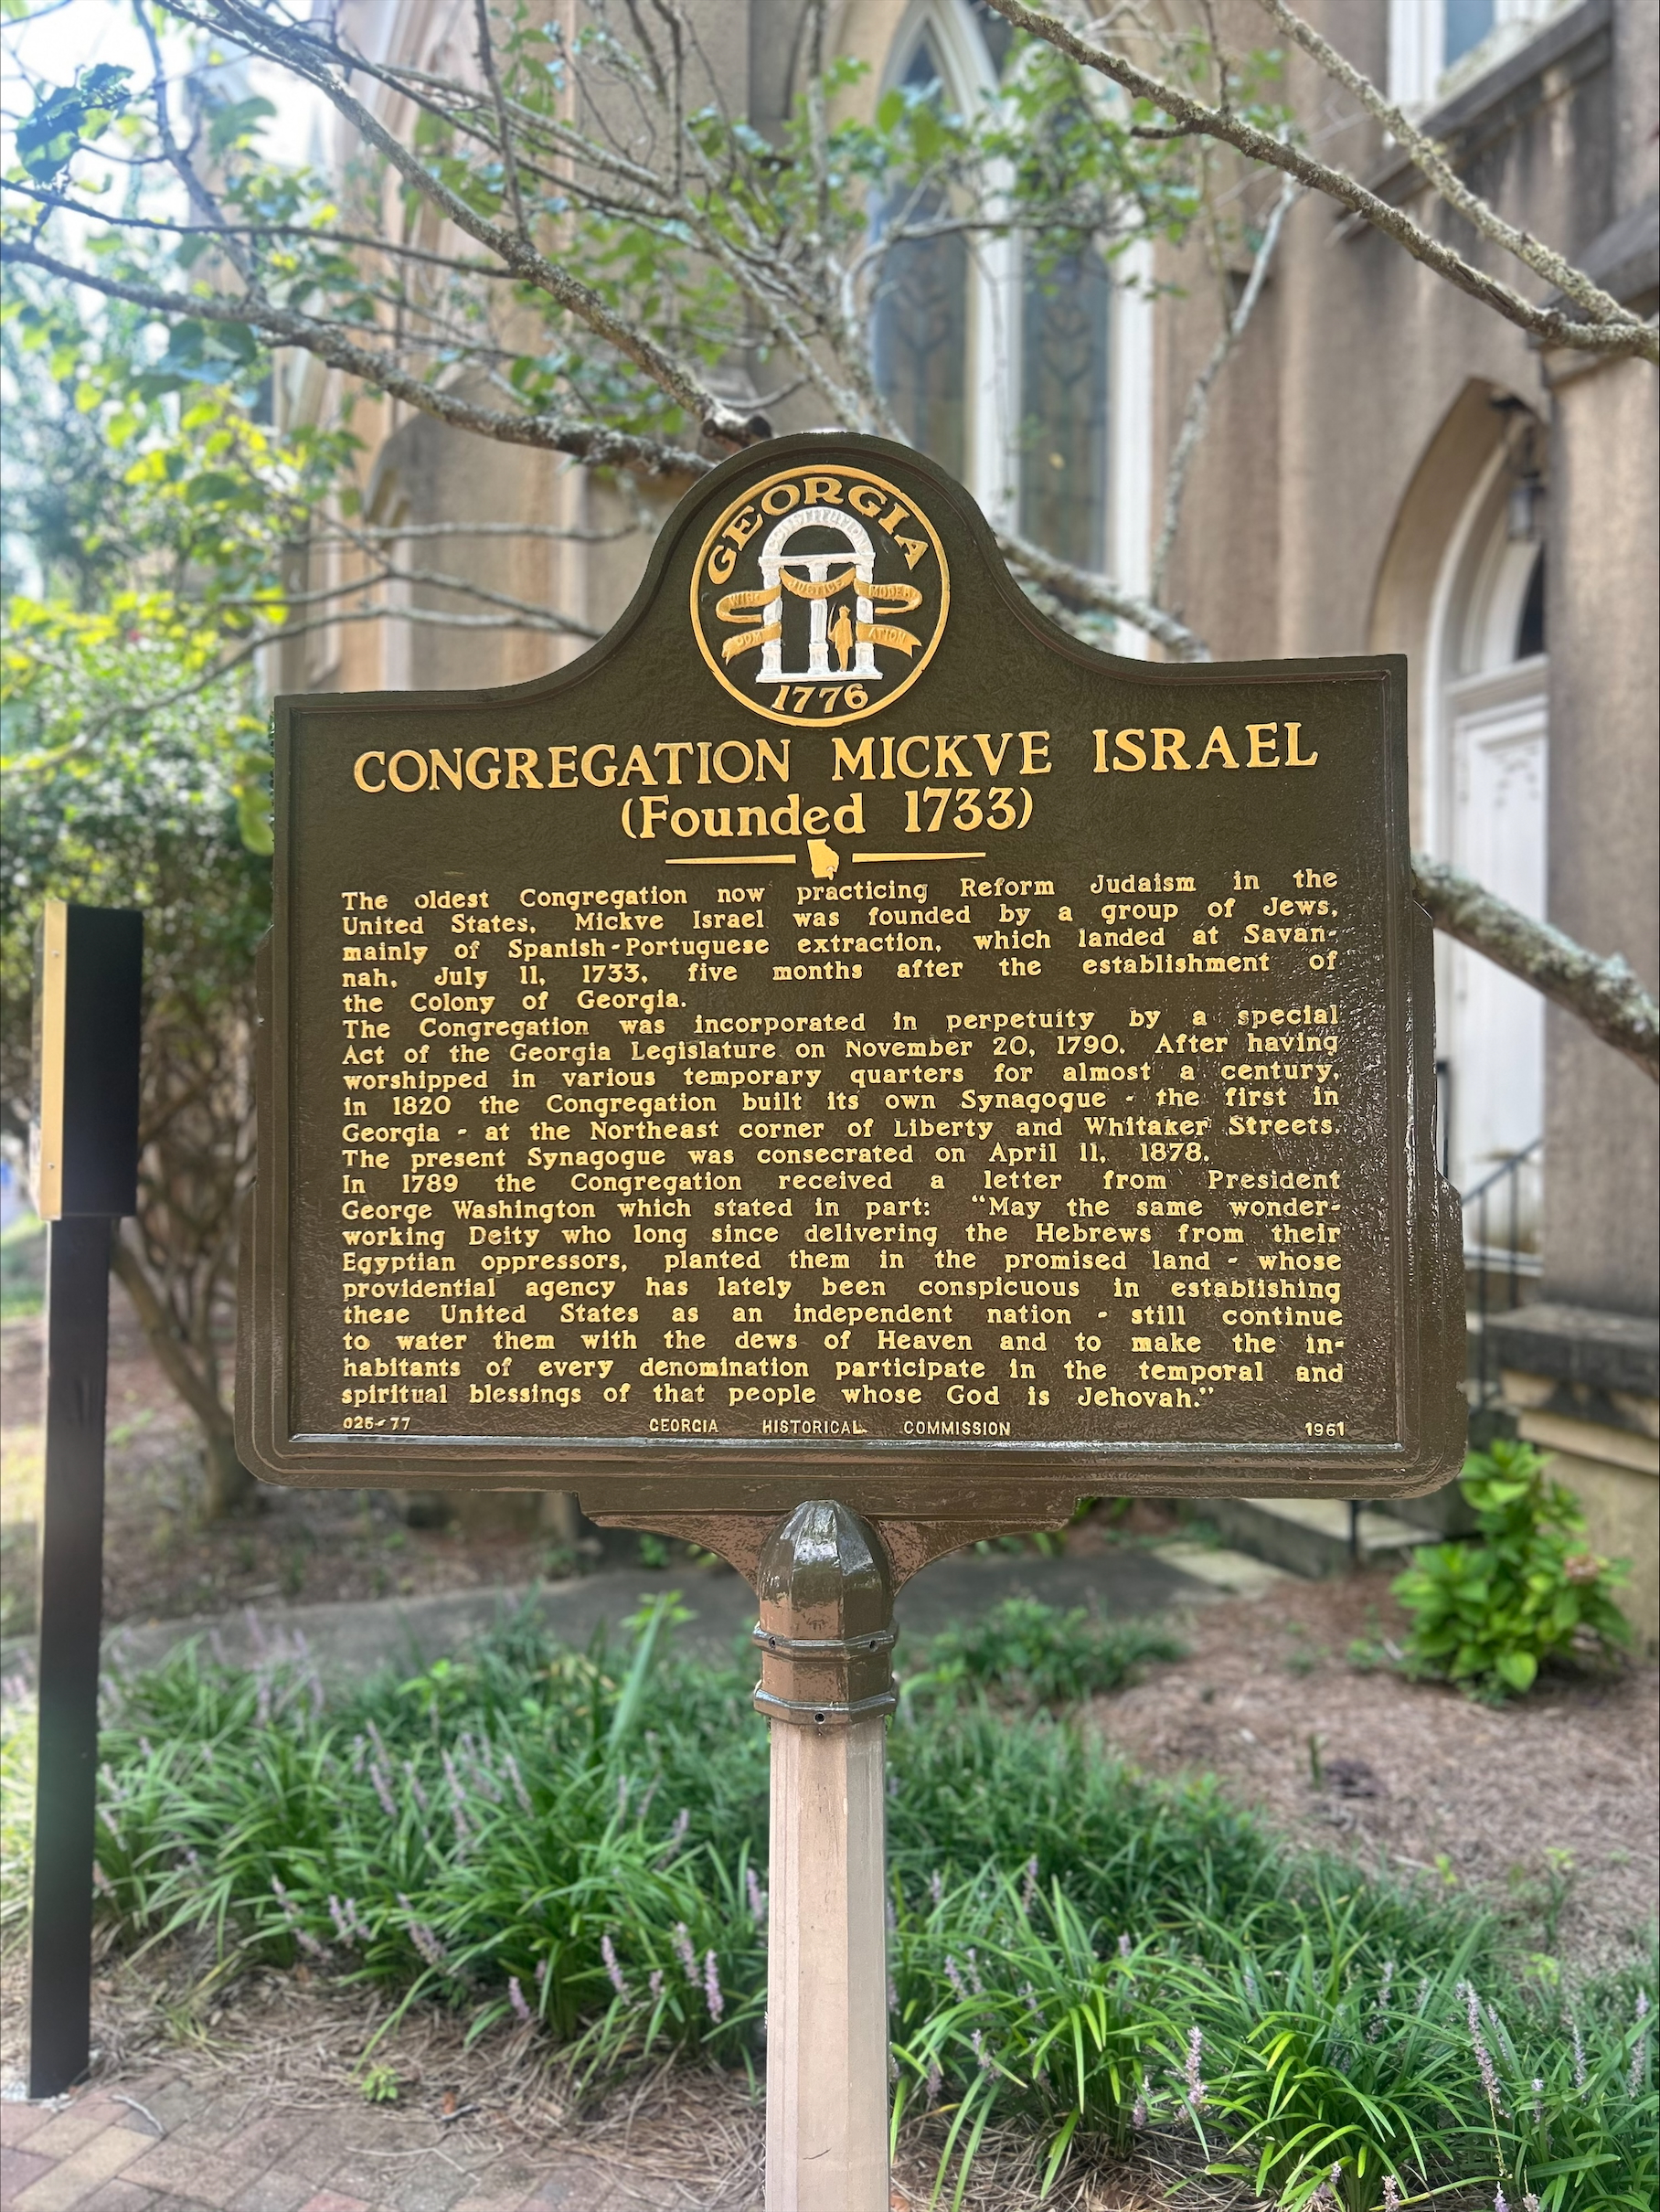 GEORGIA
WIS- JUSTICE MODER-
DOM ATION
1776
CONGREGATION MICKVE ISRAEL
(Founded 1733)
The oldest Congregation now practicing Reform Judaism in the
United States, Mickve Israel was founded by a group of Jews,
mainly of Spanish-Portuguese extraction, which landed at Savan-
nah, July 11, 1733, five months after the establishment of
the Colony of Georgia.
The Congregation was incorporated in perpetuity by a special
Act of the Georgia Legislature on November 20, 1790. After having
worshipped in various temporary quarters for almost a century,
in 1820 the Congregation built its own Synagogue - the first in
Georgia - at the Northeast corner of Liberty and Whitaker Streets.
The present Synagogue was consecrated on April 11, 1878.
In 1789 the Congregation received a letter from President
George Washington which stated in part: “May the same wonder-
working Deity who long since delivering the Hebrews from their
Egyptian oppressors, planted them in the promised land - whose
providential agency has lately been conspicuous in establishing
these United States as an independent nation - still continue
to water them with the dews of Heaven and to make the in-
habitants of every denomination participate in the temporal and
spiritual blessings of that people whose God is Jehovah.”
025-77 GEORGIA HISTORICAL COMMISSION 1961